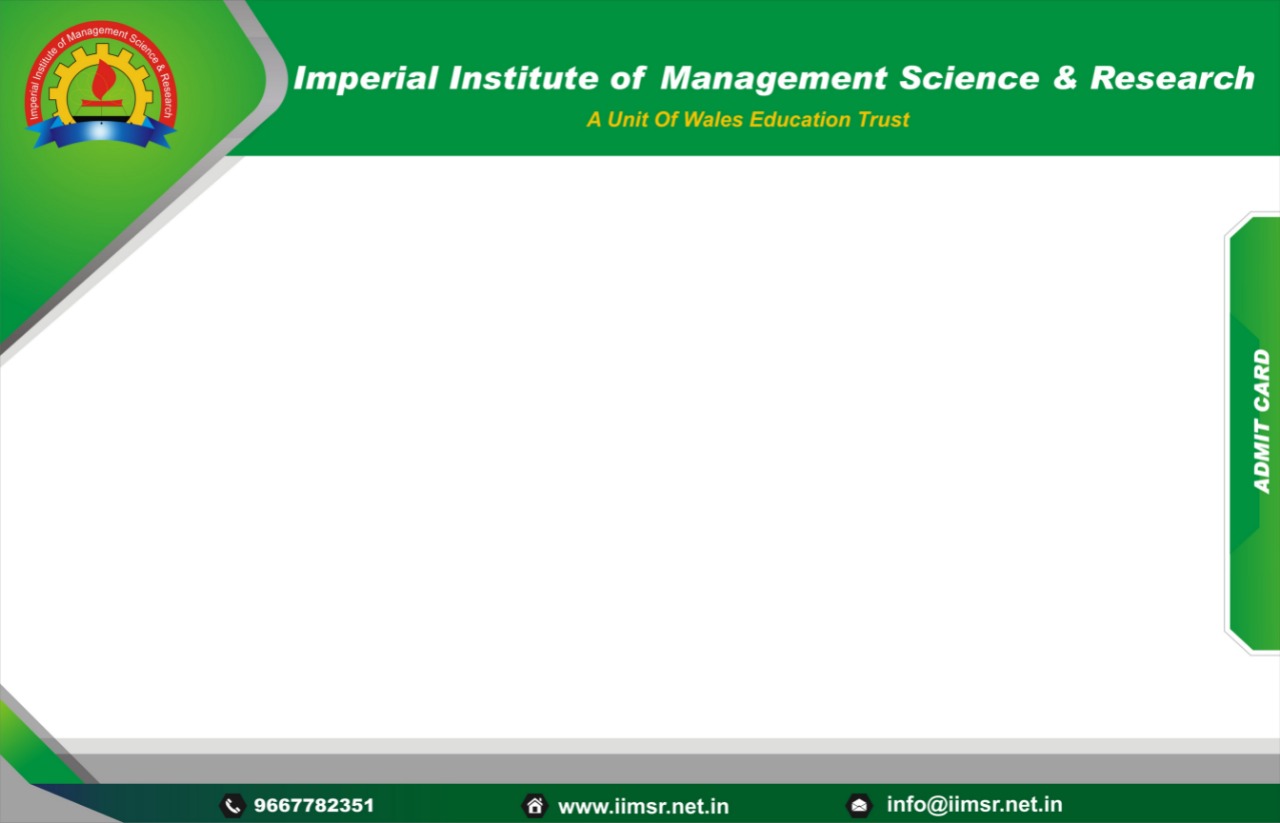 Imperial Institute of Management Science & Research
Imperial Institute of Management Science & Research
A Unit Of Wales Education Trust
ADMIT CARD
9667782351
www.iimsr.net.in
info@iimsr.net.in